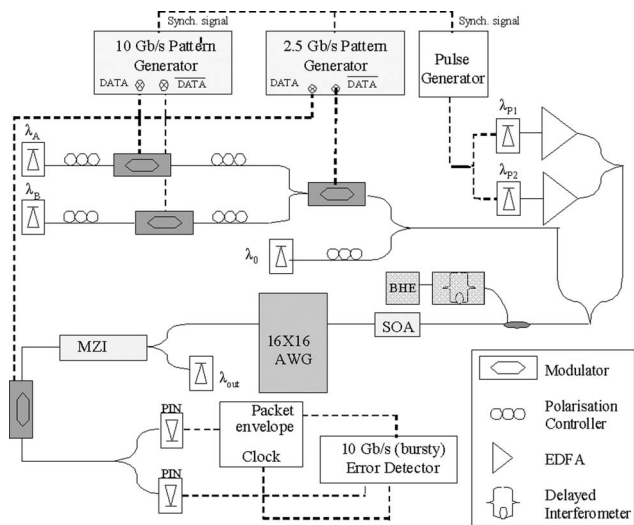 Synch. signal
Synch. signal
10 Gb/s Pattern
Generator
DATA
DATA
2.5 Gb/s Pattern
Generator
DATA
DATA
Pulse
Generator
λA
λB
λP1
λP2
λ0
BHE
SOA
16X16
AWG
MZI
λout
PIN
PIN
Packet
envelope
Clock
10 Gb/s (bursty)
Error Detector
Modulator
Polarisation
Controller
EDFA
Delayed
Interferometer